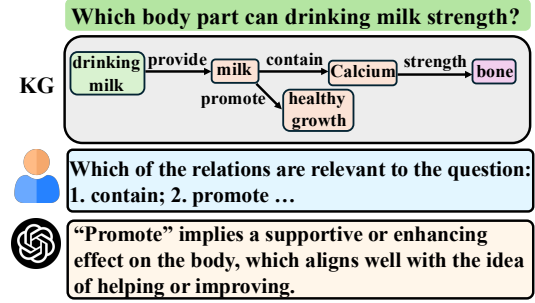 Which body part can drinking milk strength?
KG
drinking milk
provide
milk
contain
Calcium
strength
bone
promote
healthy growth
Which of the relations are relevant to the question:
1. contain; 2. promote …
“Promote” implies a supportive or enhancing
effect on the body, which aligns well with the idea
of helping or improving.